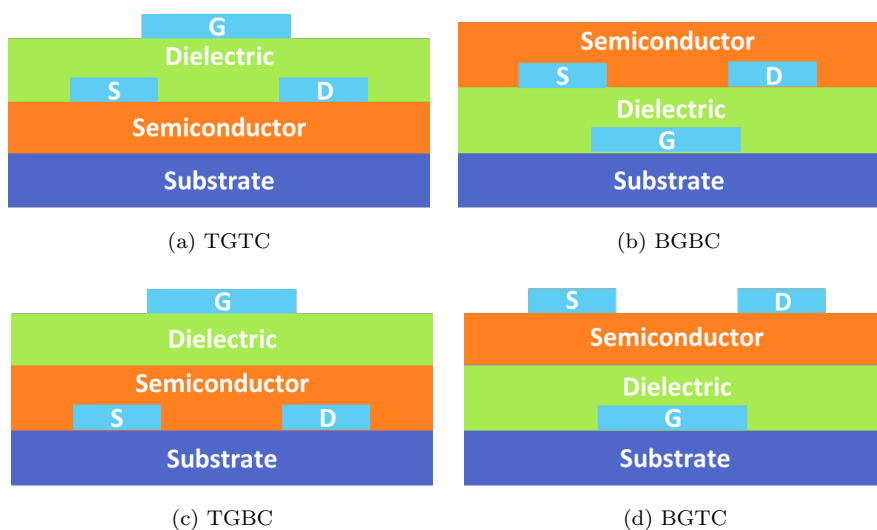 G
Dielectric
S D
Semiconductor
Substrate
(a) TGTC
Semiconductor
S D
Dielectric
G
Substrate
(b) BGBC
G
Dielectric
Semiconductor
S D
Substrate
(c) TGBC
S D
Semiconductor
Dielectric
G
Substrate
(d) BGTC